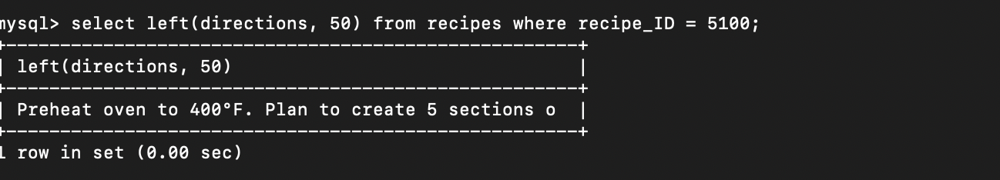 mysql> select left(directions, 50) from recipes where recipe_ID = 5100;
+-----------------------------------------------------+
| left(directions, 50)                                |
+-----------------------------------------------------+
| Preheat oven to 400°F. Plan to create 5 sections o  |
+-----------------------------------------------------+
1 row in set (0.00 sec)